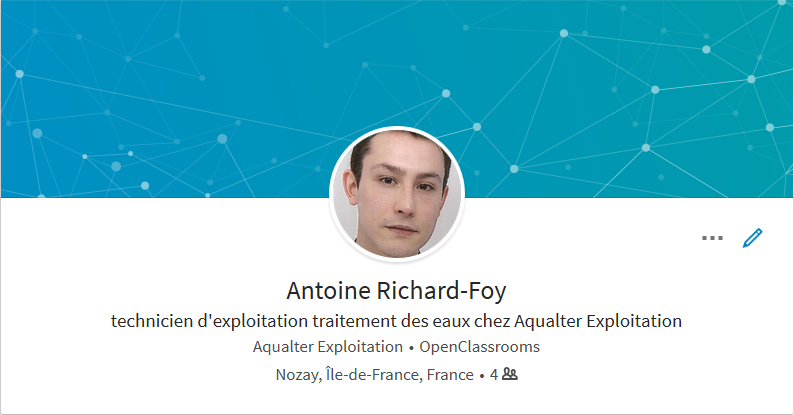 Antoine Richard-Foy
technicien d'exploitation traitement des eaux chez Aqualter Exploitation
Aqualter Exploitation • OpenClassrooms
Nozay, Île-de-France, France • 4